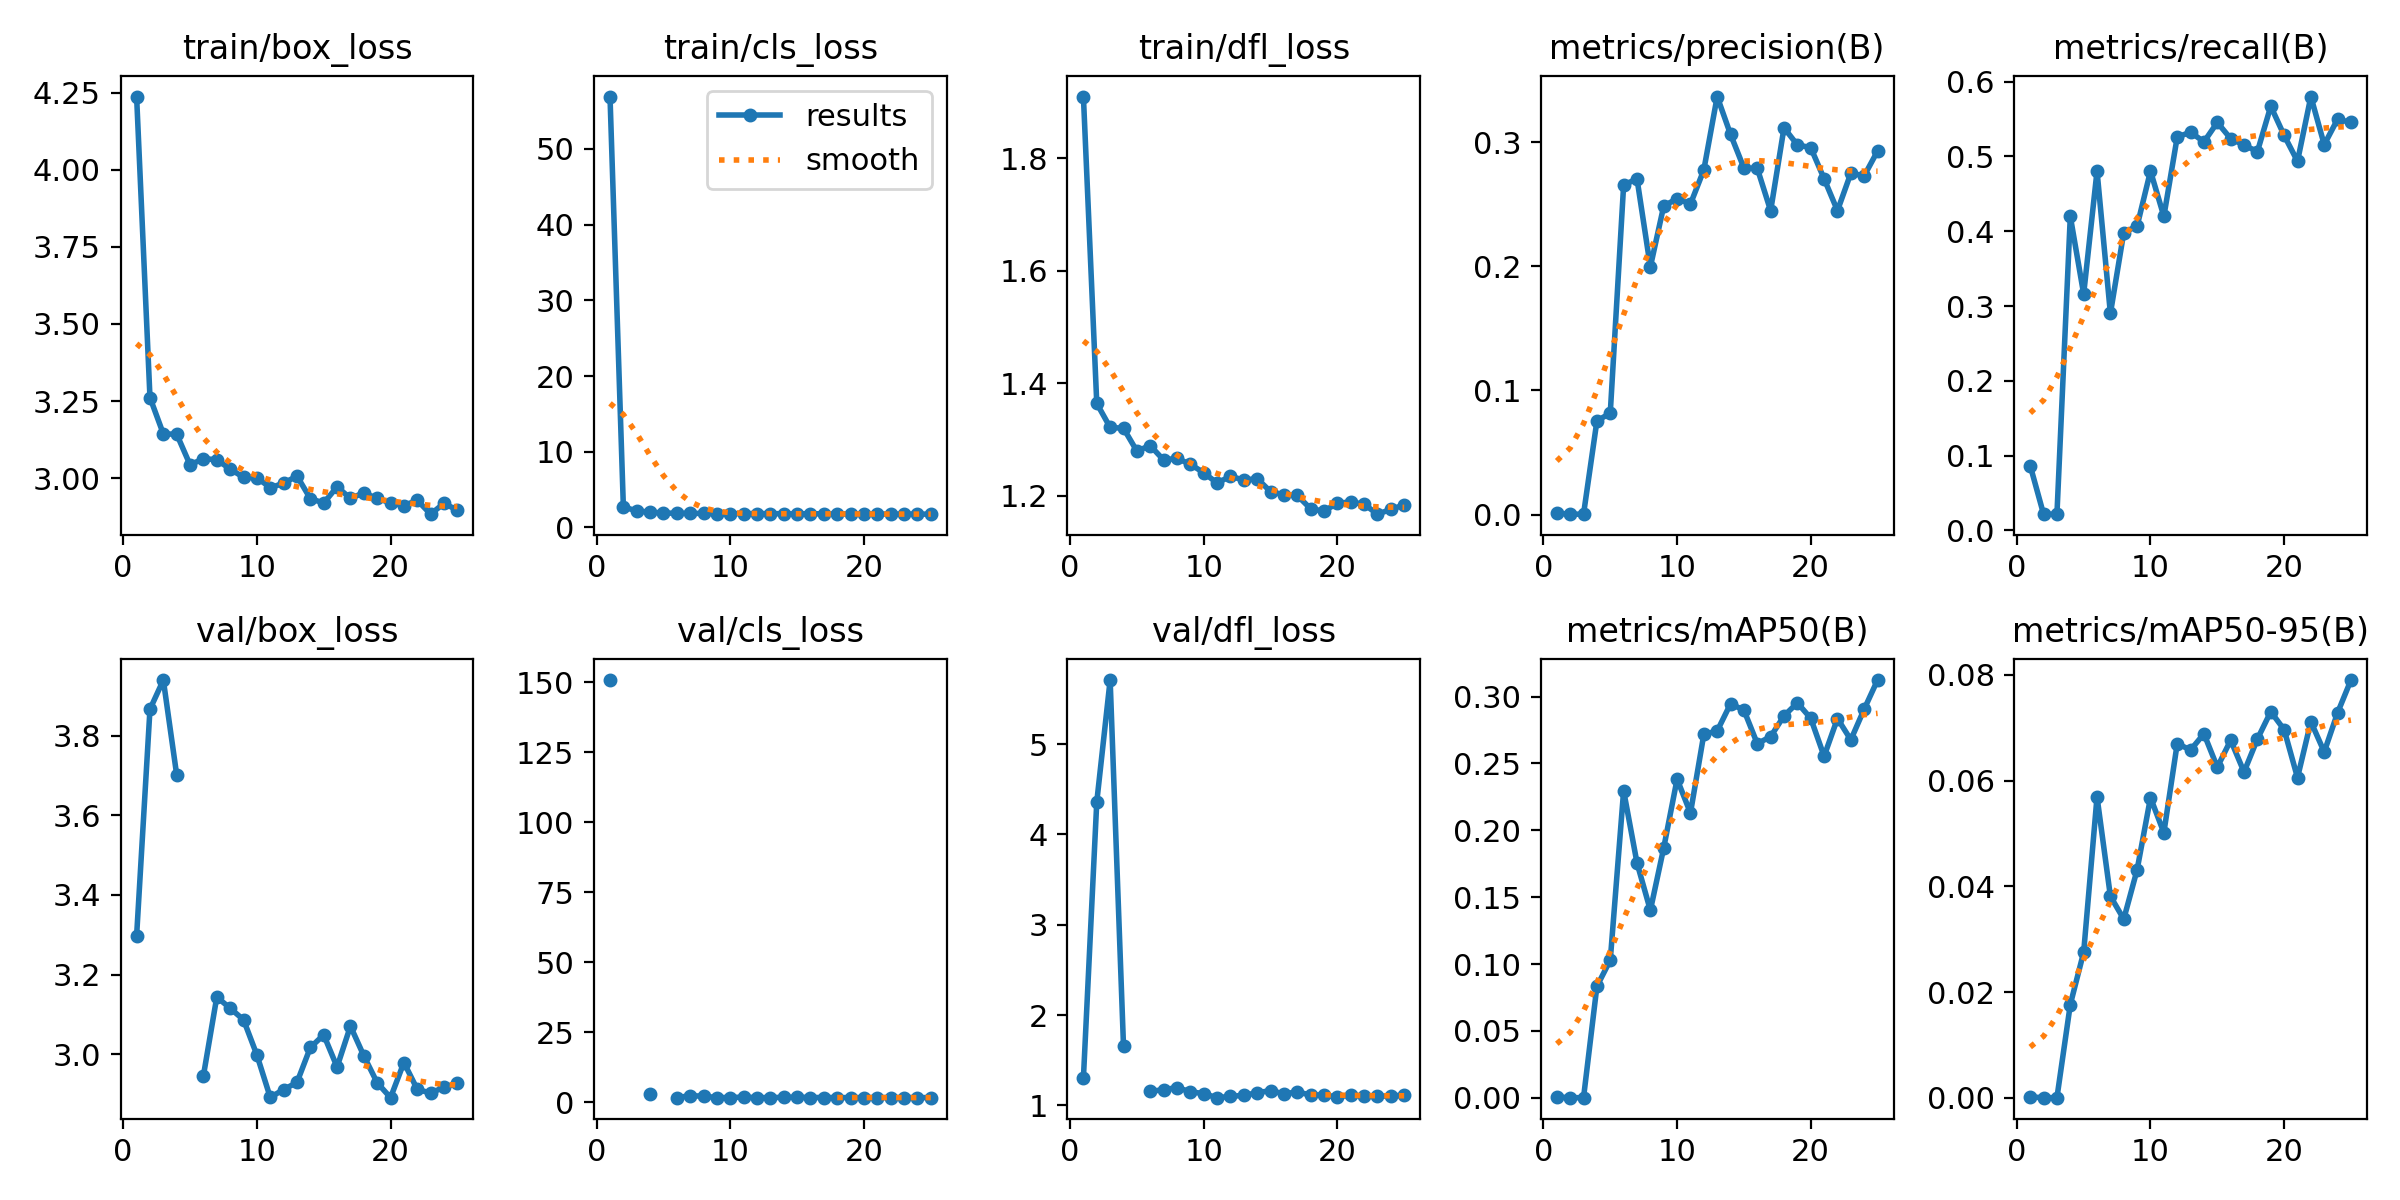 train/box_loss
4.25
4.00
3.75
3.50
3.25
3.00
0 10 20
train/cls_loss
results
smooth
50
40
30
20
10
0
0 10 20
train/dfl_loss
1.8
1.6
1.4
1.2
0 10 20
metrics/precision(B)
0.3
0.2
0.1
0.0
0 10 20
metrics/recall(B)
0.6
0.5
0.4
0.3
0.2
0.1
0.0
0 10 20
val/box_loss
3.8
3.6
3.4
3.2
3.0
0 10 20
val/cls_loss
150
125
100
75
50
25
0
0 10 20
val/dfl_loss
5
4
3
2
1
0 10 20
metrics/mAP50(B)
0.30
0.25
0.20
0.15
0.10
0.05
0.00
0 10 20
metrics/mAP50-95(B)
0.08
0.06
0.04
0.02
0.00
0 10 20